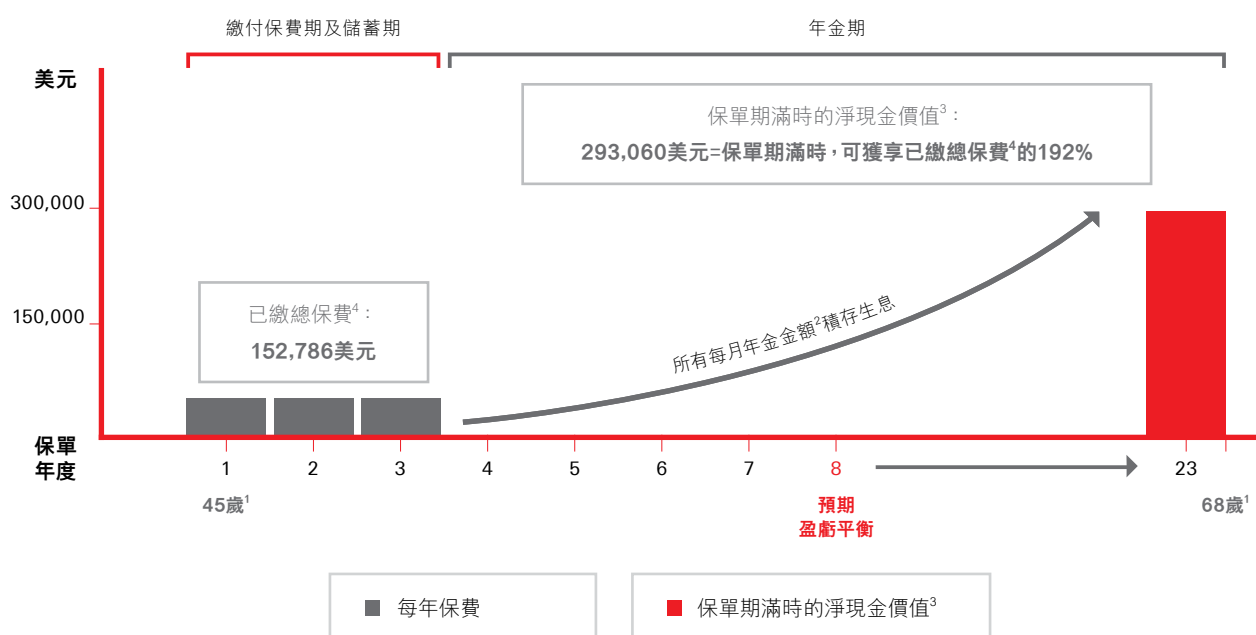 繳付保費期及儲蓄期
年金期
美元
保單期滿時的淨現金價值3：
293,060美元=保單期滿時，可獲享已繳總保費4的192%
300,000
已繳總保費4：
152,786美元
150,000
所有每月年金金額2積存生息
保單
年度
1 2 3 4 5 6 7 8 23
45歲1
預期
盈虧平衡
68歲1
每年保費
保單期滿時的淨現金價值3